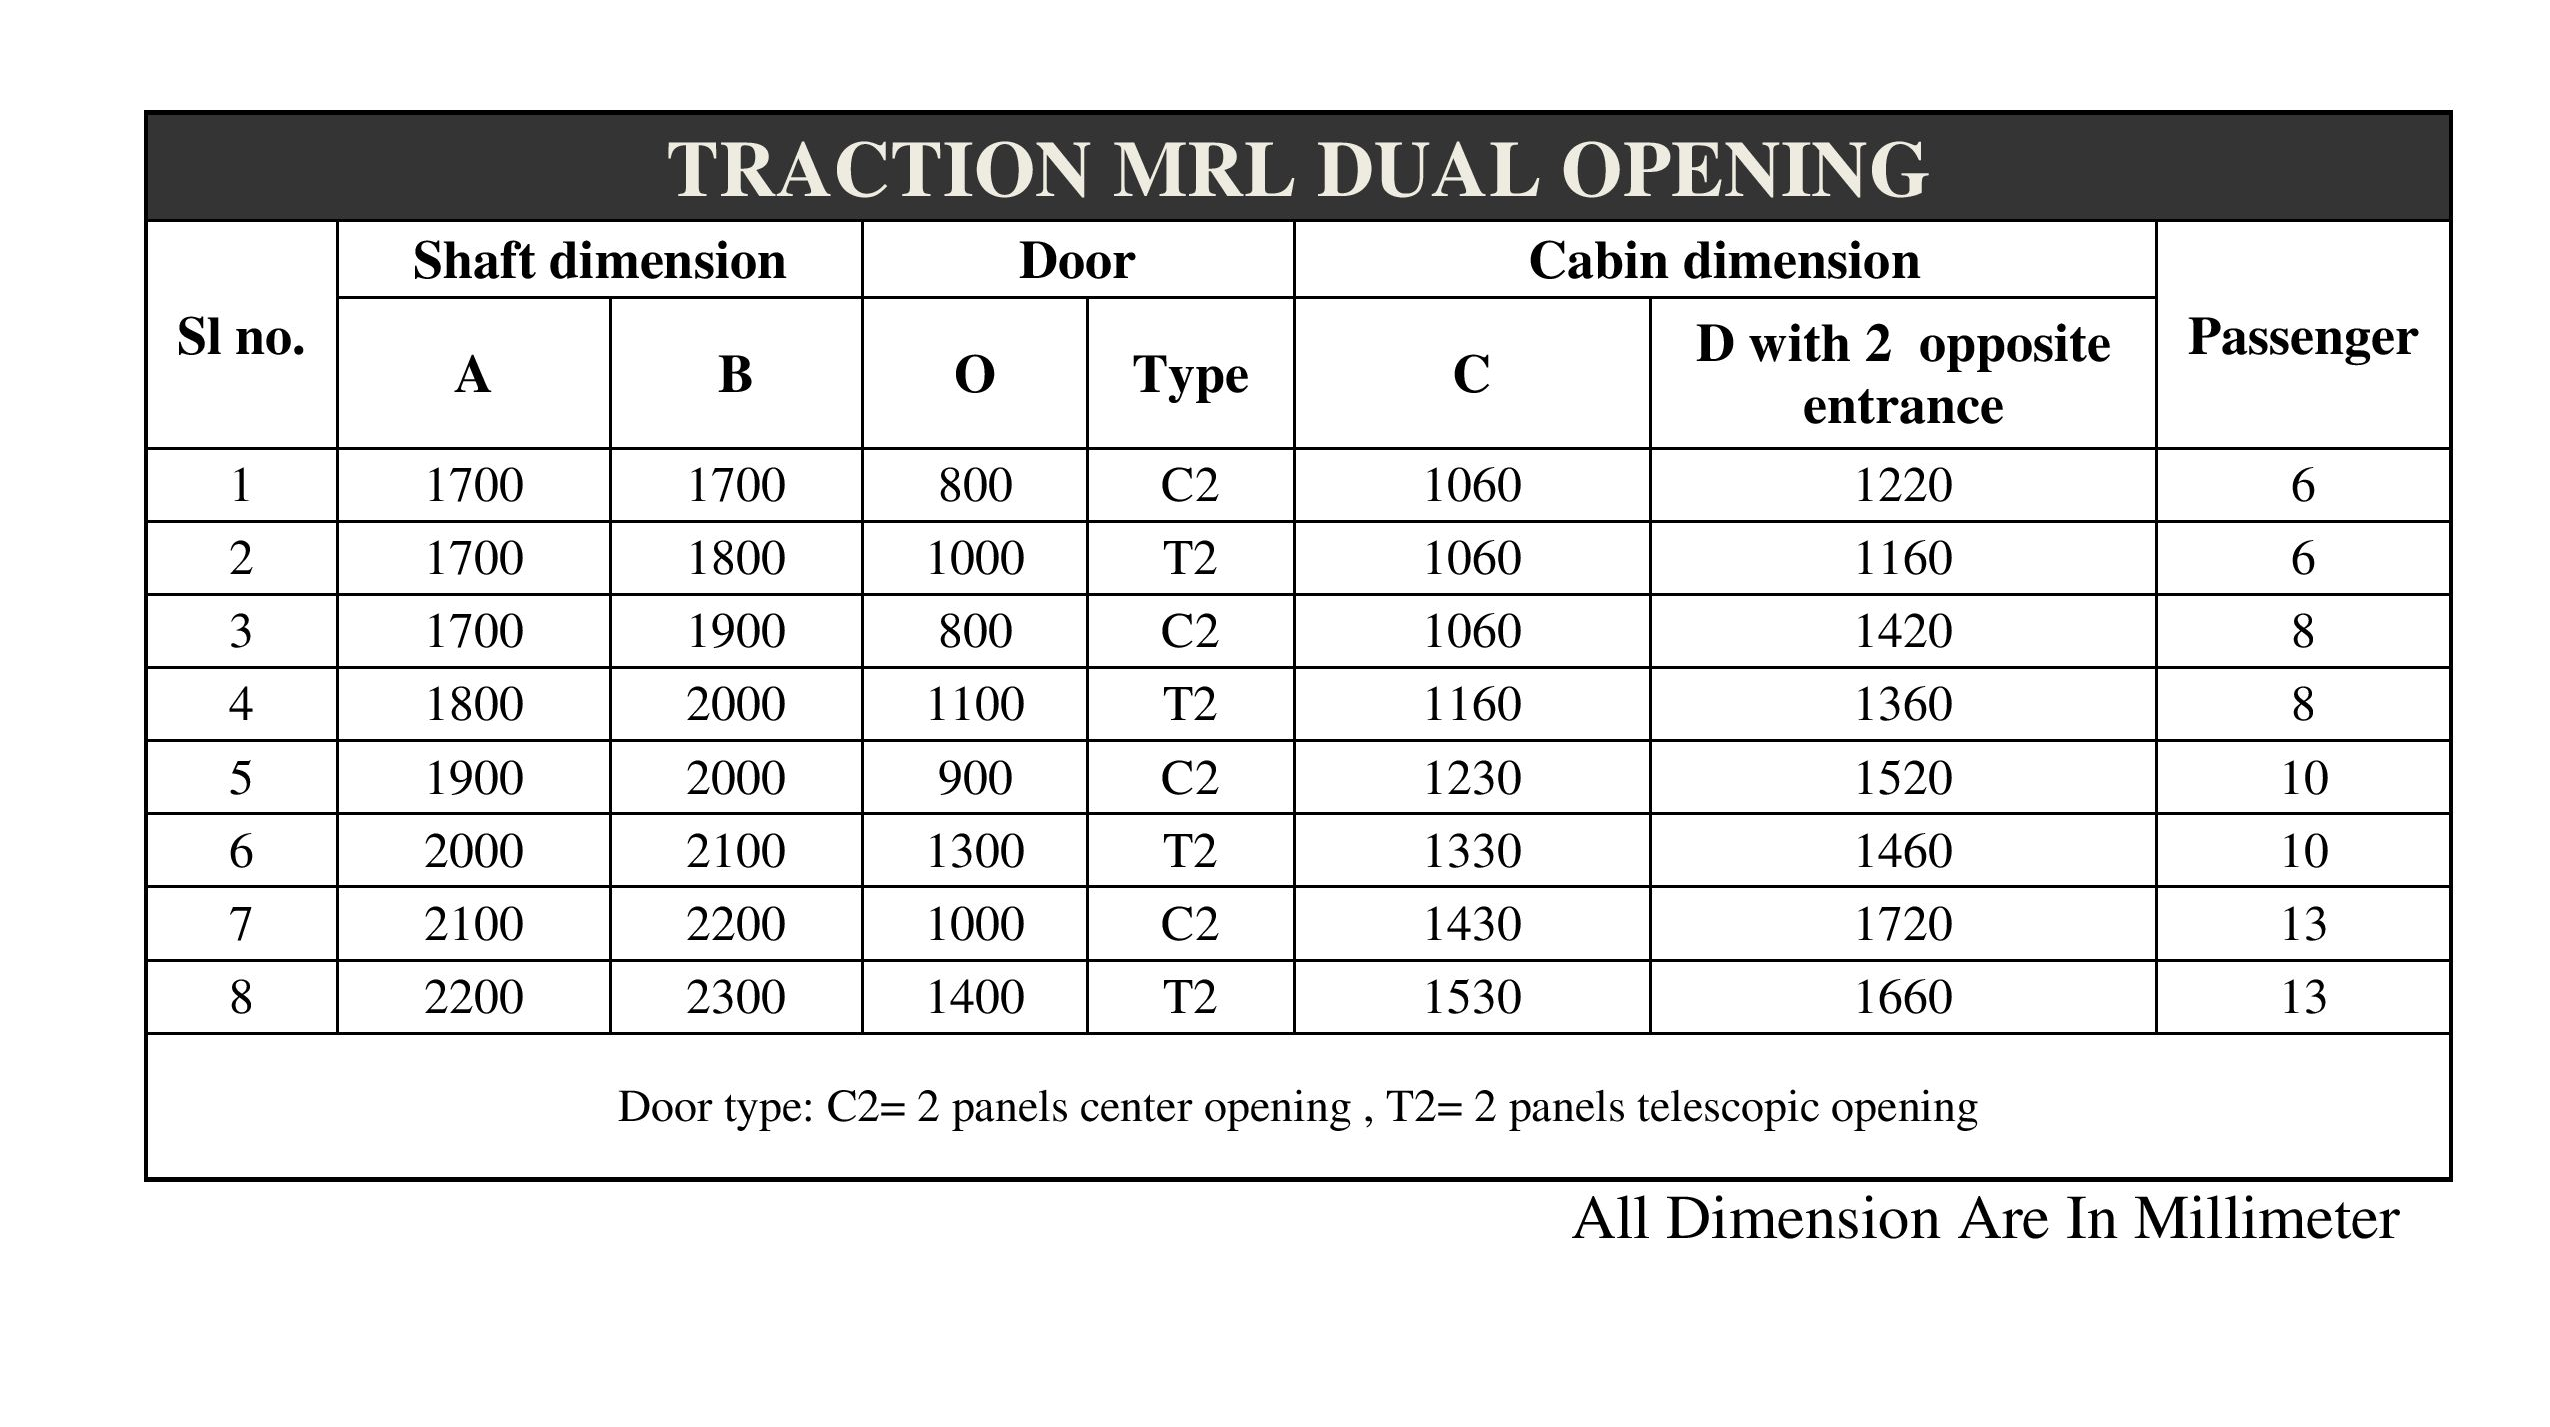 TRACTION MRL DUAL OPENING
Sl no. Shaft dimension Door Cabin dimension Passenger
A B O Type C D with 2 opposite
entrance
1 1700 1700 800 C2 1060 1220 6
2 1700 1800 1000 T2 1060 1160 6
3 1700 1900 800 C2 1060 1420 8
4 1800 2000 1100 T2 1160 1360 8
5 1900 2000 900 C2 1230 1520 10
6 2000 2100 1300 T2 1330 1460 10
7 2100 2200 1000 C2 1430 1720 13
8 2200 2300 1400 T2 1530 1660 13
Door type: C2= 2 panels center opening , T2= 2 panels telescopic opening
All Dimension Are In Millimeter